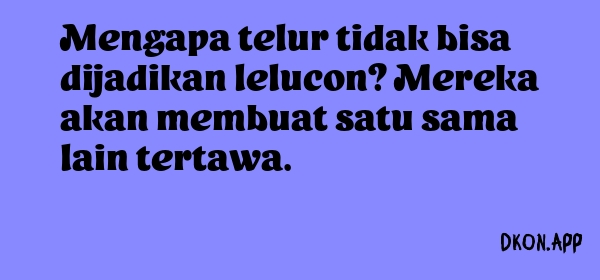 Mengapa telur tidak bisa
dijadikan lelucon? Mereka
akan membuat satu sama
lain tertawa.
DKON.APP